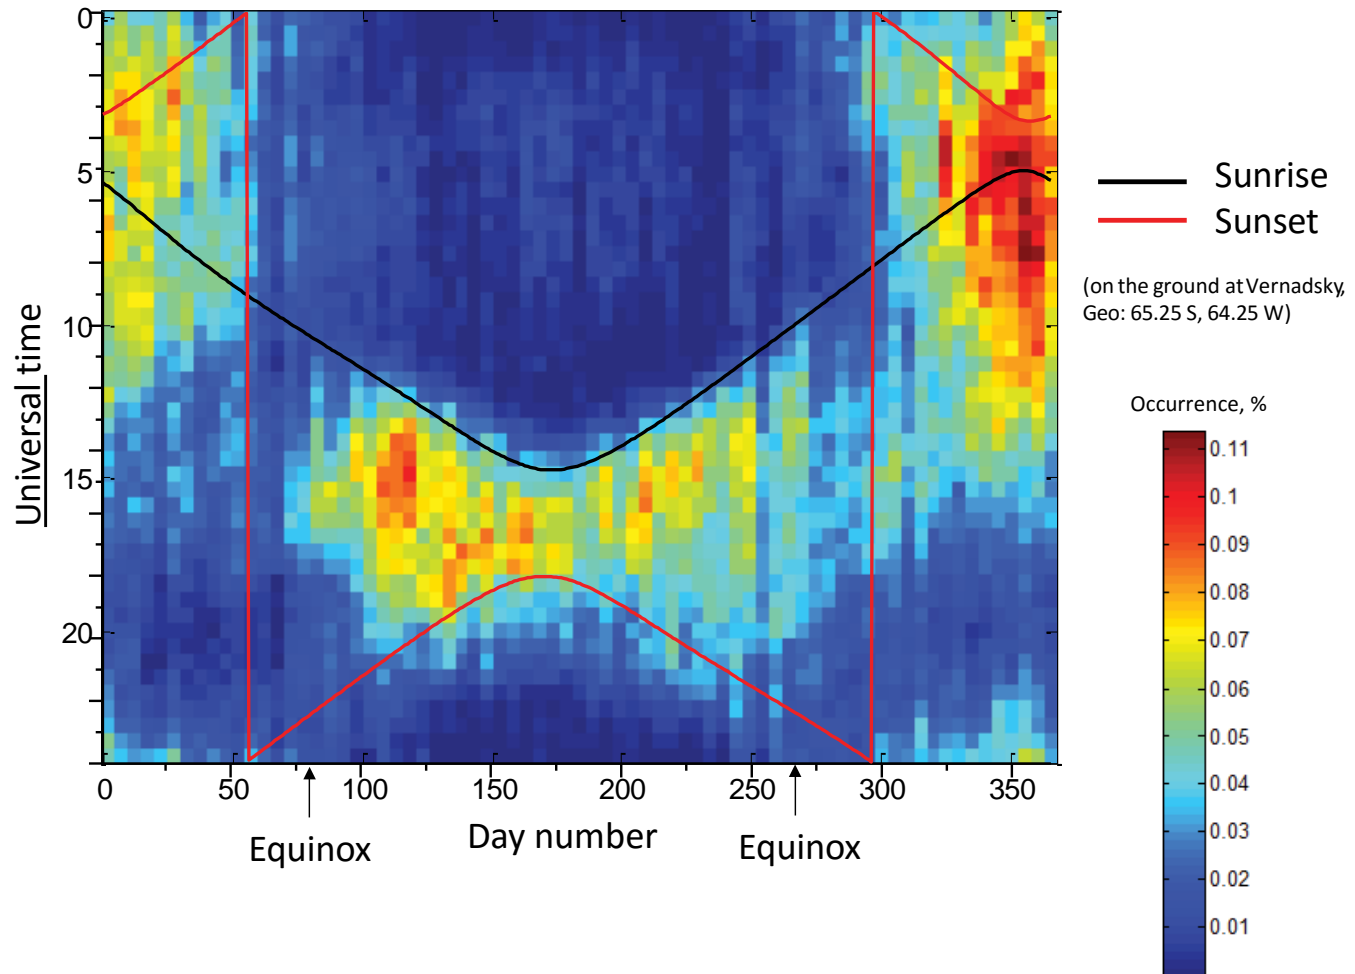 0
5
10
15
20
Universal time
0
50
100
150
200
250
300
350
Equinox
Day number
Equinox
Sunrise
Sunset
(on the ground at Vernadsky,
Geo: 65.25 S, 64.25 W)
Occurrence, %
0.11
0.1
0.09
0.08
0.07
0.06
0.05
0.04
0.03
0.02
0.01